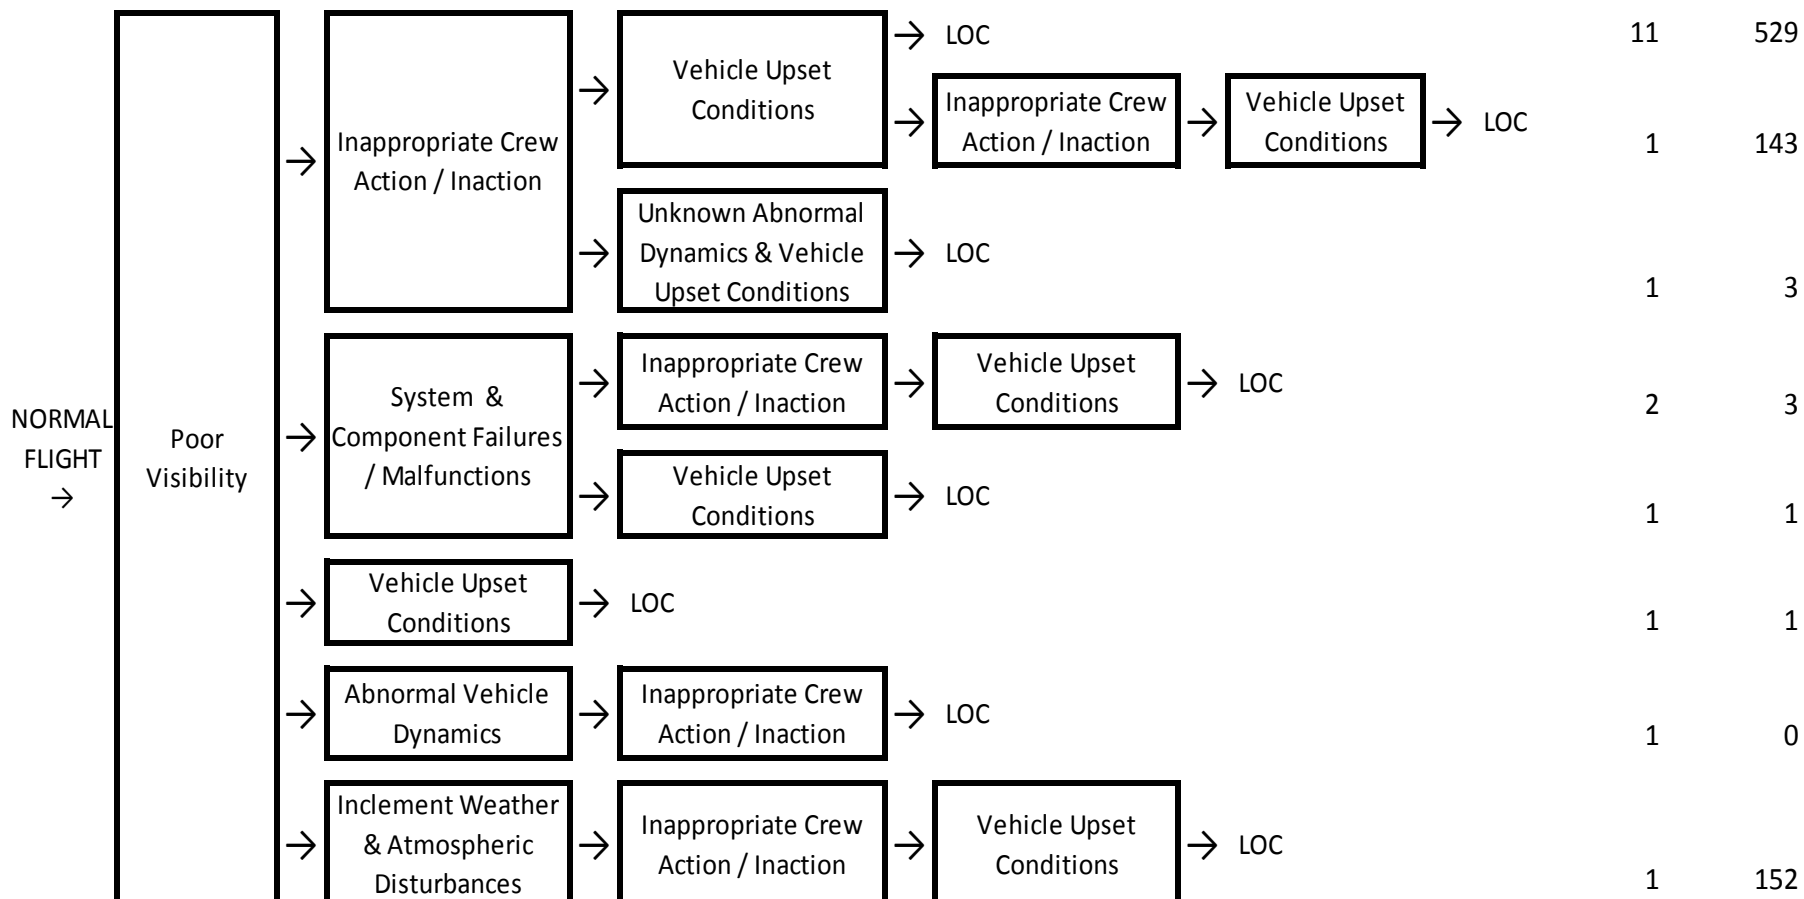 NORMAL
FLIGHT
→
Poor
Visibility
→
Inappropriate Crew
Action / Inaction
→
Vehicle Upset
Conditions
→ LOC
11 529
→
Inappropriate Crew
Action / Inaction
→
Vehicle Upset
Conditions
→ LOC
1 143
→
Unknown Abnormal
Dynamics & Vehicle
Upset Conditions
→ LOC
1 3
→
System &
Component Failures
/ Malfunctions
→
Inappropriate Crew
Action / Inaction
→
Vehicle Upset
Conditions
→ LOC
2 3
→
Vehicle Upset
Conditions
→ LOC
1 1
→
Vehicle Upset
Conditions
→ LOC
1 1
→
Abnormal Vehicle
Dynamics
→
Inappropriate Crew
Action / Inaction
→ LOC
1 0
→
Inclement Weather
& Atmospheric
Disturbances
→
Inappropriate Crew
Action / Inaction
→
Vehicle Upset
Conditions
→ LOC
1 152